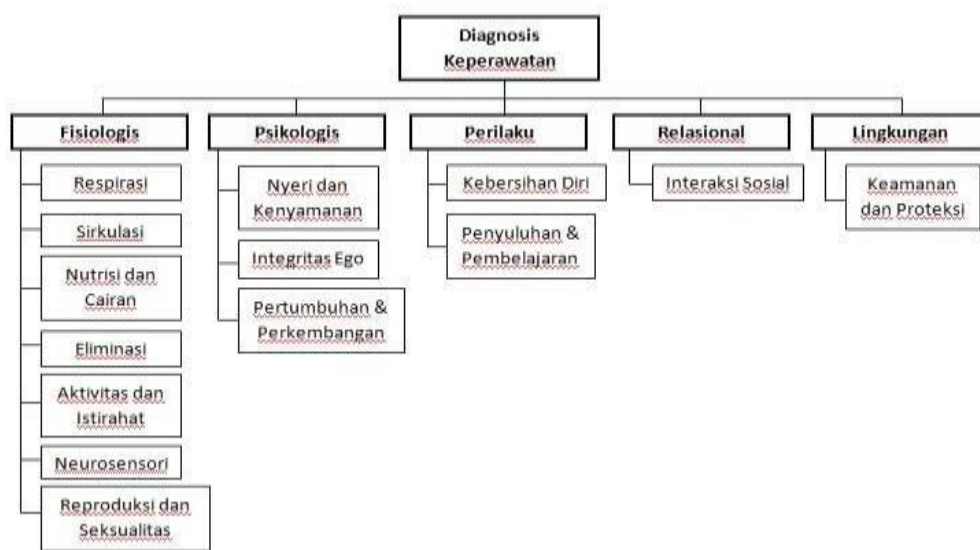 Diagnosis
Keperawatan
Fisiologis
Respirasi
Sirkulasi
Nutrisi dan
Cairan
Eliminasi
Aktivitas dan
Istirahat
Neurosensori
Reproduksi dan
Seksualitas
Psikologis
Nyeri dan
Kenyamanan
Integritas Ego
Pertumbuhan &
Perkembangan
Perilaku
Kebersihan Diri
Penyuluhan &
Pembelajaran
Relasional
Interaksi Sosial
Lingkungan
Keamanan
dan Proteksi